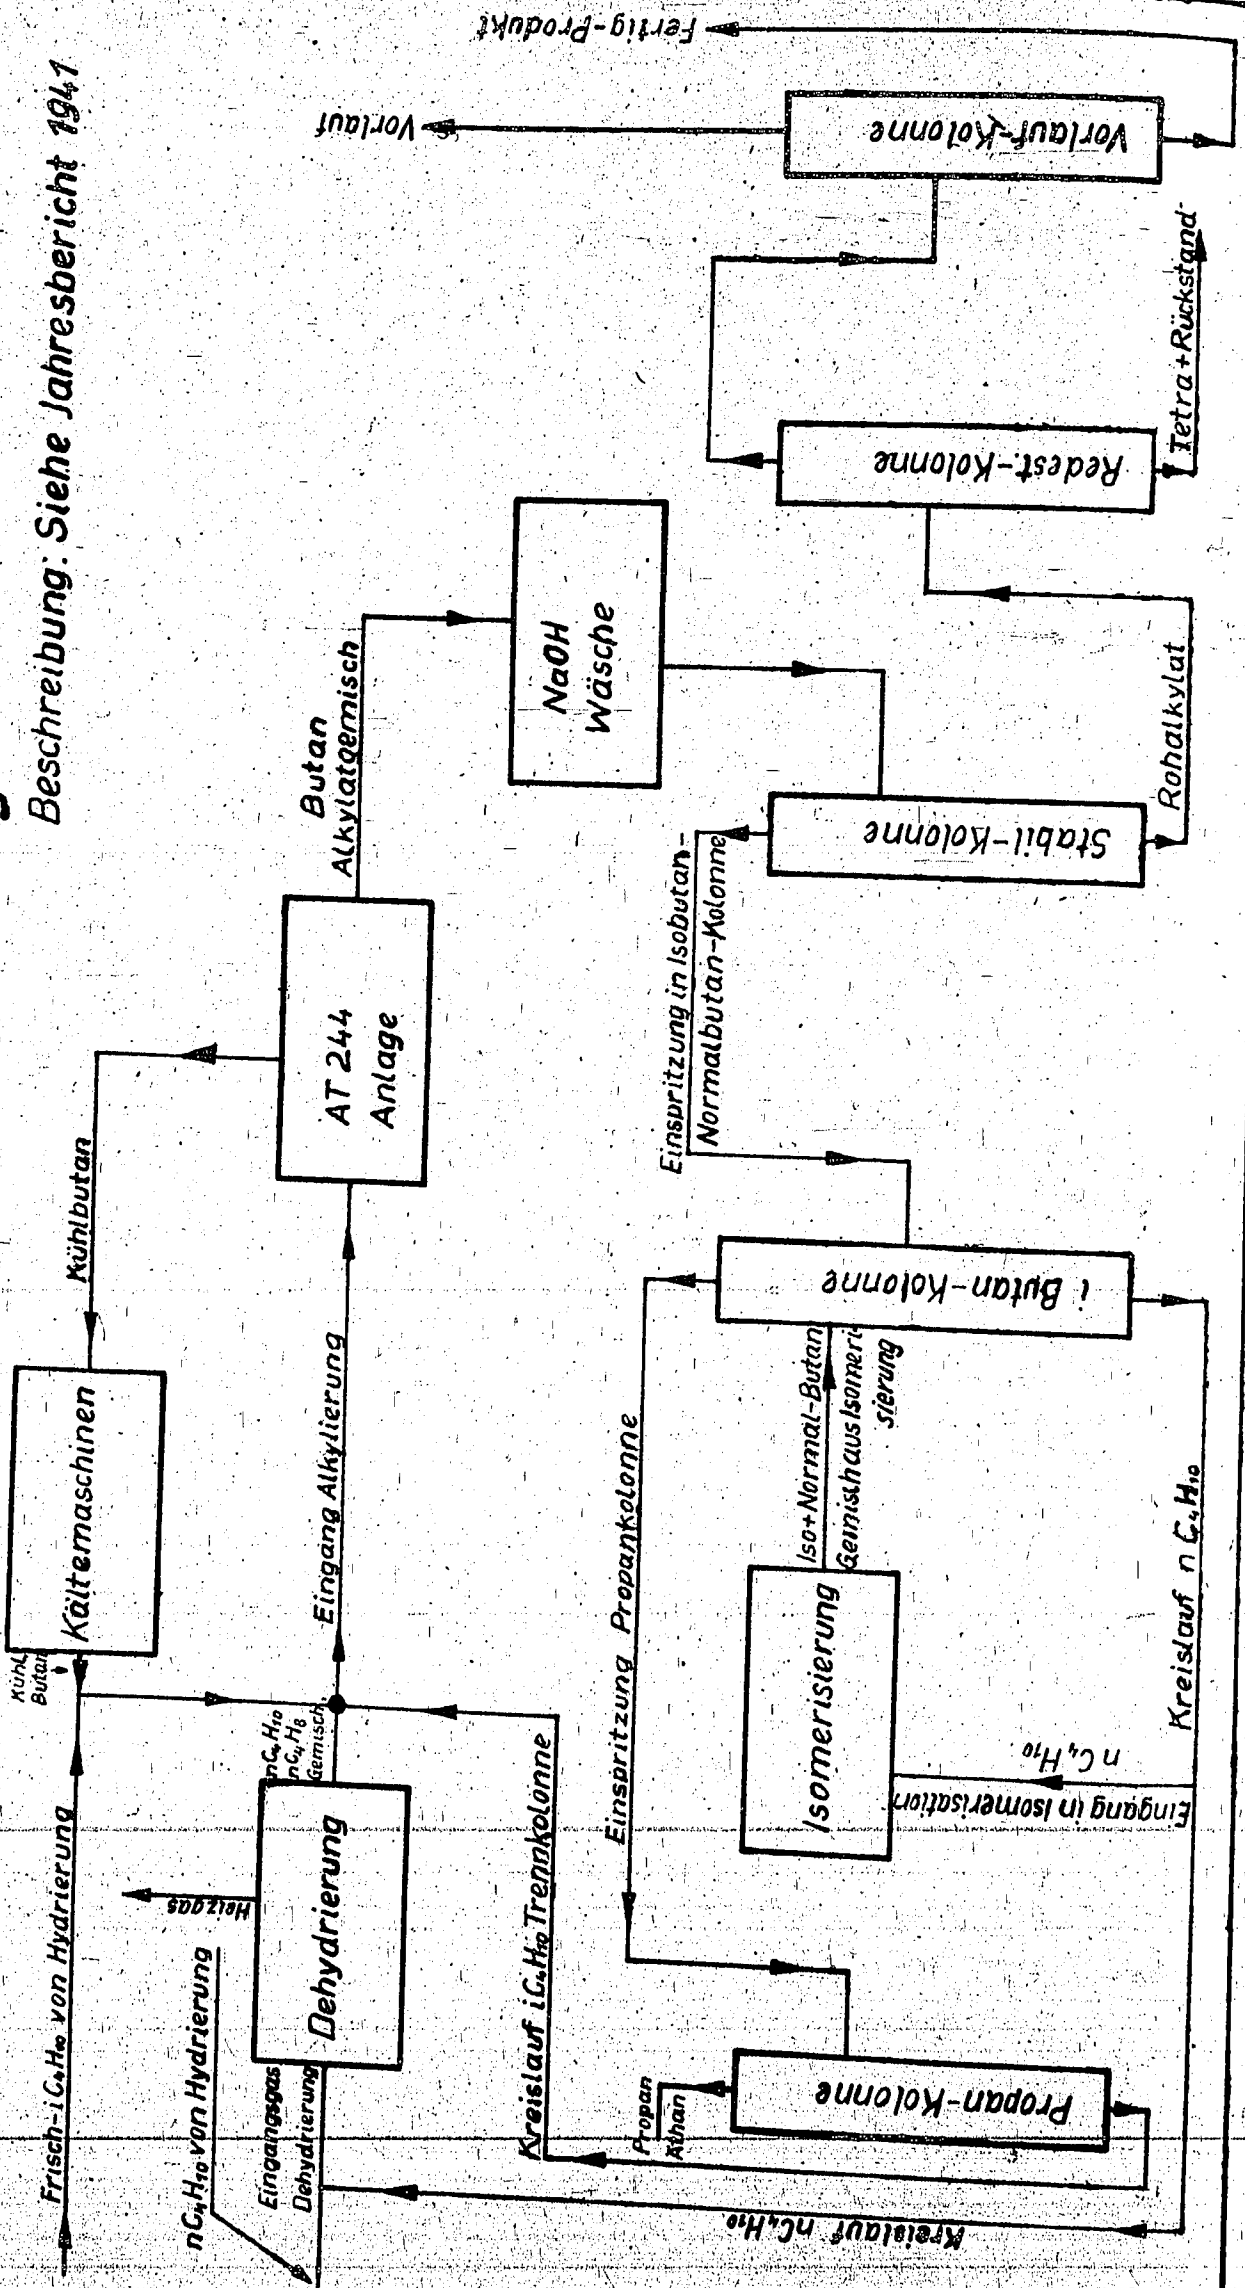 Beschreibung: Siehe Jahresbericht 1941
Frisch-iC₄H₁₀ von Hydrierung
Kühl
Butan
Kältemaschinen
Kühlbutan
nC₄H₁₀ von Hydrierung
Eingangsgas
Dehydrierung
Heizgas
Dehydrierung
nC₄H₁₀
nC₄H₈
Gemisch
Eingang Alkylierung
AT 244
Anlage
Butan
Alkylatgemisch
NaOH
Wäsche
Kreislauf iC₄H₁₀ Trennkolonne
Einspritzung Propankolonne
Einspritzung in Isobutan-
Normalbutan-Kolonne
Propan
Äthan
Propan-Kolonne
Isomerisierung
Iso+Normal-Butan
Gemisch aus Isomeri-
sierung
i Butan-Kolonne
Stabil-Kolonne
Redest.-Kolonne
Vorlauf-Kolonne
Vorlauf
Fertig-Produkt
Kreislauf nC₄H₁₀
Eingang in Isomerisation
n C₄H₁₀
Kreislauf n C₄H₁₀
Rohalkylat
Tetra+Rückstand